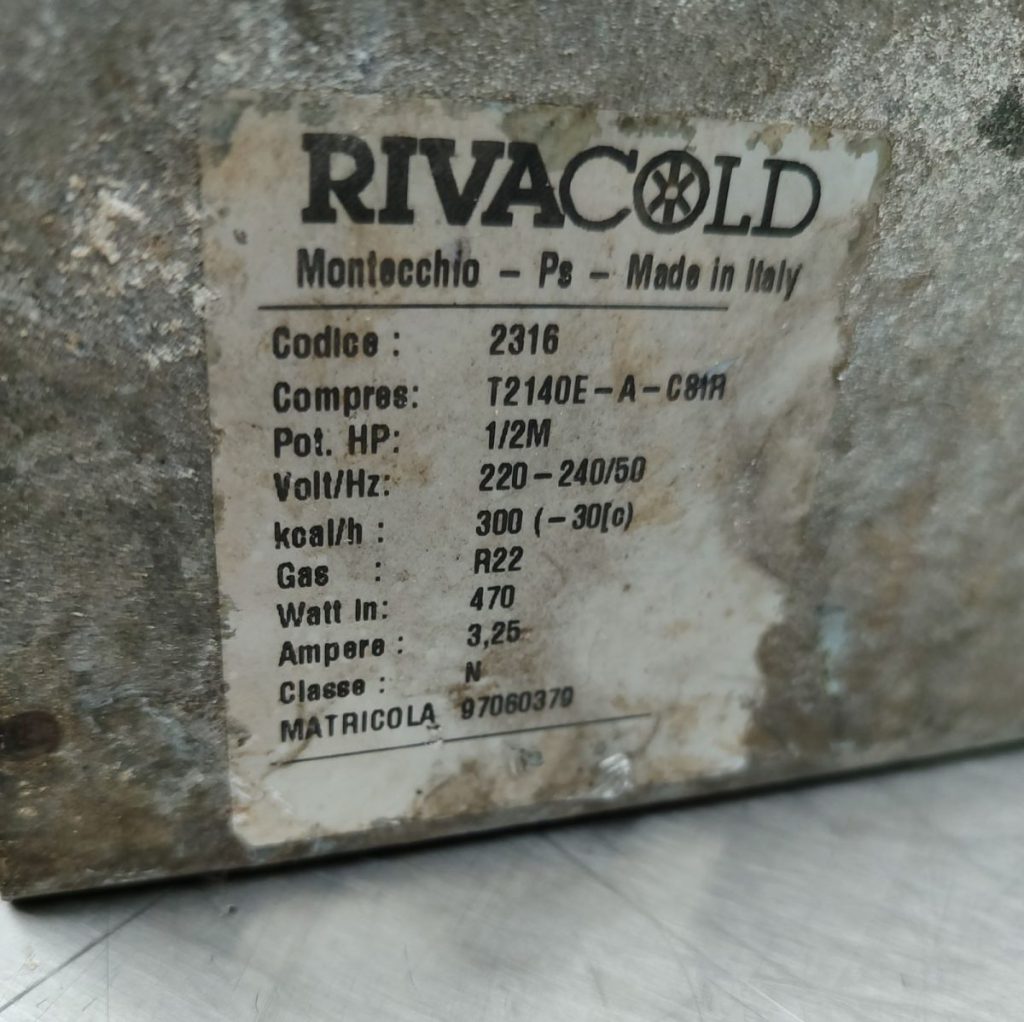 RIVACOLD
Montecchio - Ps - Made in Italy
Codice : 2316
Compres: T2140E-A-C81R
Pot. HP: 1/2M
Volt/Hz: 220-240/50
kcal/h : 300 (-30[c)
Gas : R22
Watt In: 470
Ampere : 3,25
Classe : N
MATRICOLA 97060379